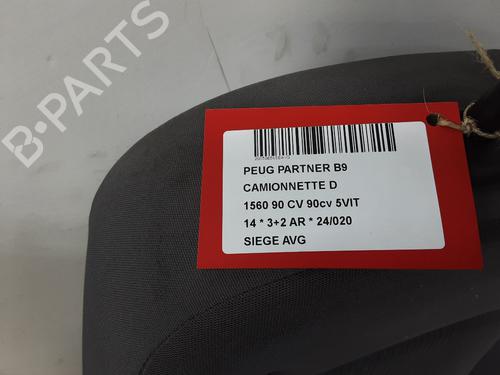 B-PARTS
PEUG PARTNER B9
CAMIONNETTE D
1560 90 CV 90cv 5VIT
14 * 3+2 AR * 24/020
SIEGE AVG